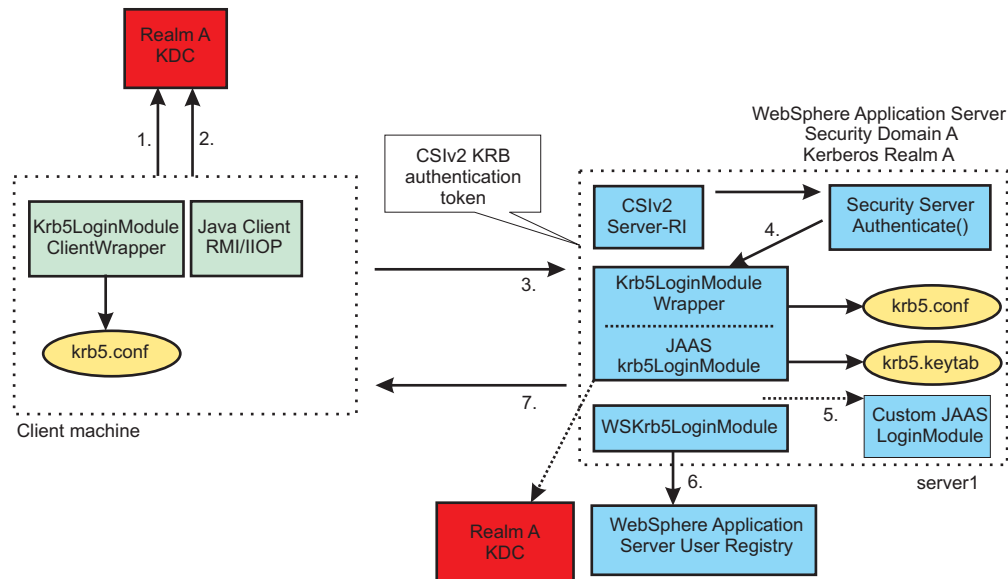 Realm A
KDC
1.
2.
WebSphere Application Server
Security Domain A
Kerberos Realm A
CSIv2 KRB
authentication
token
Krb5LoginModule
ClientWrapper
Java Client
RMI/IIOP
krb5.conf
Client machine
3.
7.
CSIv2
Server-RI
Security Server
Authenticate()
4.
Krb5LoginModule
Wrapper
JAAS
krb5LoginModule
krb5.conf
krb5.keytab
WSKrb5LoginModule
5.
Custom JAAS
LoginModule
server1
6.
Realm A
KDC
WebSphere Application
Server User Registry